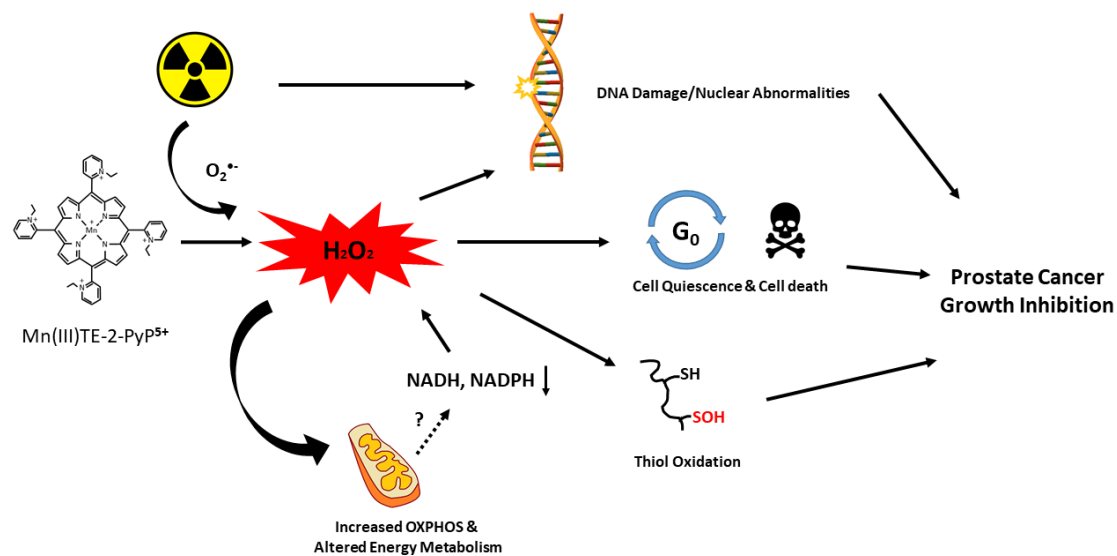 DNA Damage/Nuclear Abnormalities
O₂•-
N+
N+
N+
N+
N
N
N
N
Mn
+
H₂O₂
G₀
Cell Quiescence & Cell death
Prostate Cancer
Growth Inhibition
Mn(III)TE-2-PyP⁵⁺
NADH, NADPH
?
SH
SOH
Thiol Oxidation
Increased OXPHOS &
Altered Energy Metabolism